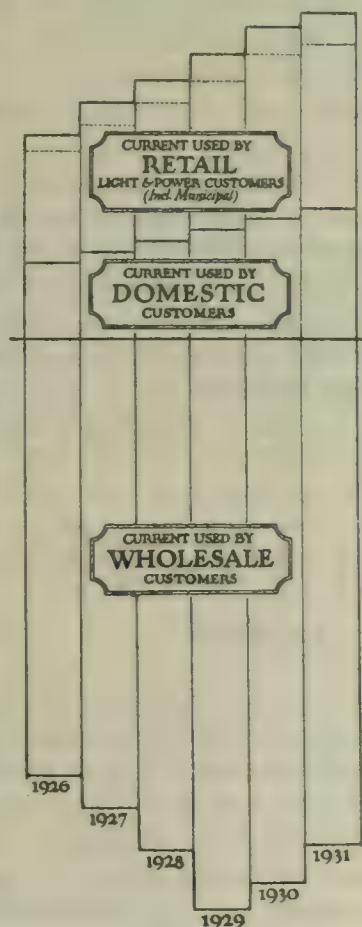 CURRENT USED BY
RETAIL
LIGHT & POWER CUSTOMERS
(Incl. Municipal)
CURRENT USED BY
DOMESTIC
CUSTOMERS
CURRENT USED BY
WHOLESALE
CUSTOMERS
1926
1927
1928
1929
1930
1931